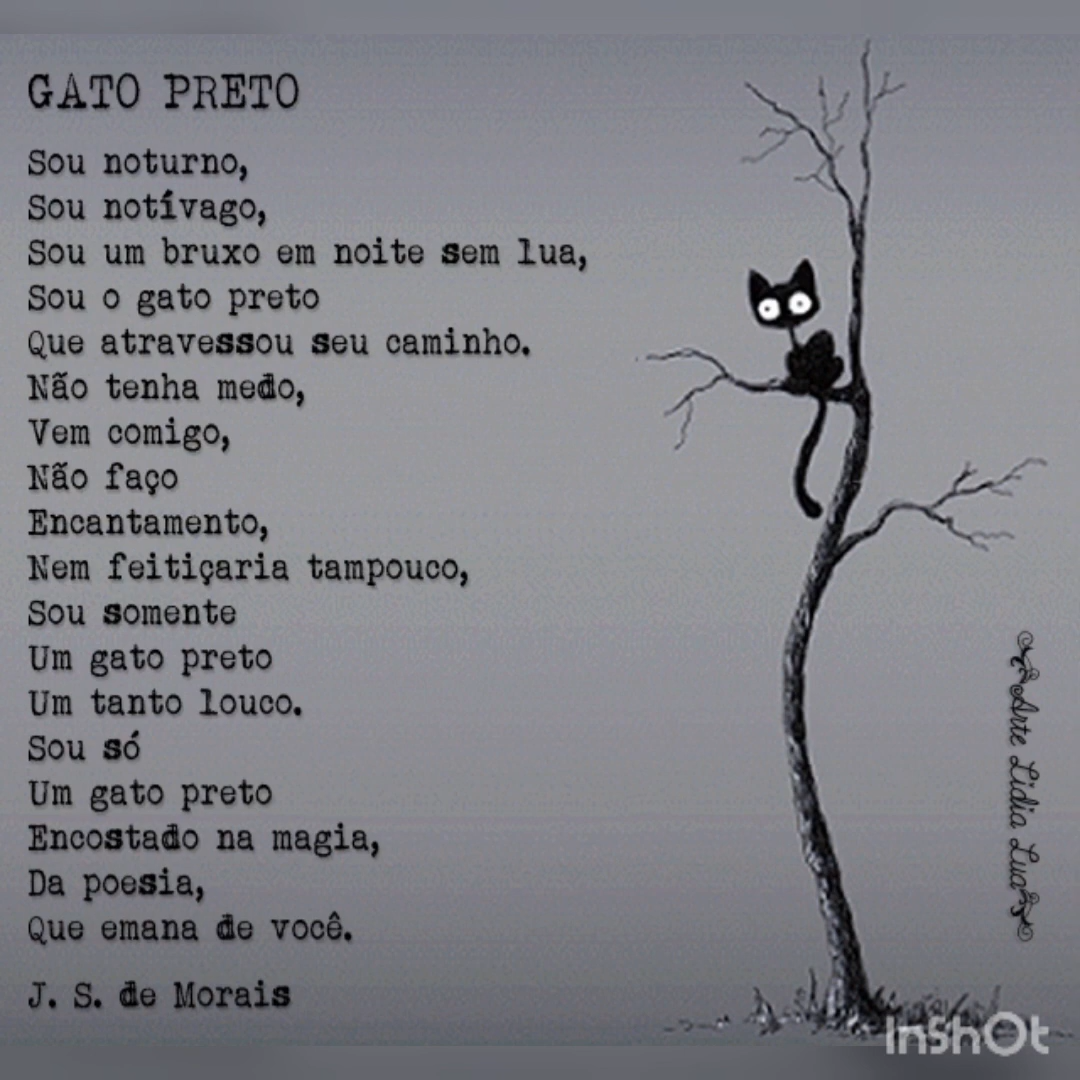 GATO PRETO
Sou noturno,
Sou notívago,
Sou um bruxo em noite sem lua,
Sou o gato preto
Que atravessou seu caminho.
Não tenha medo,
Vem comigo,
Não faço
Encantamento,
Nem feitiçaria tampouco,
Sou somente
Um gato preto
Um tanto louco.
Sou só
Um gato preto
Encostado na magia,
Da poesia,
Que emana de você.
J. S. de Morais
Arte Lidia Lua
InShOt